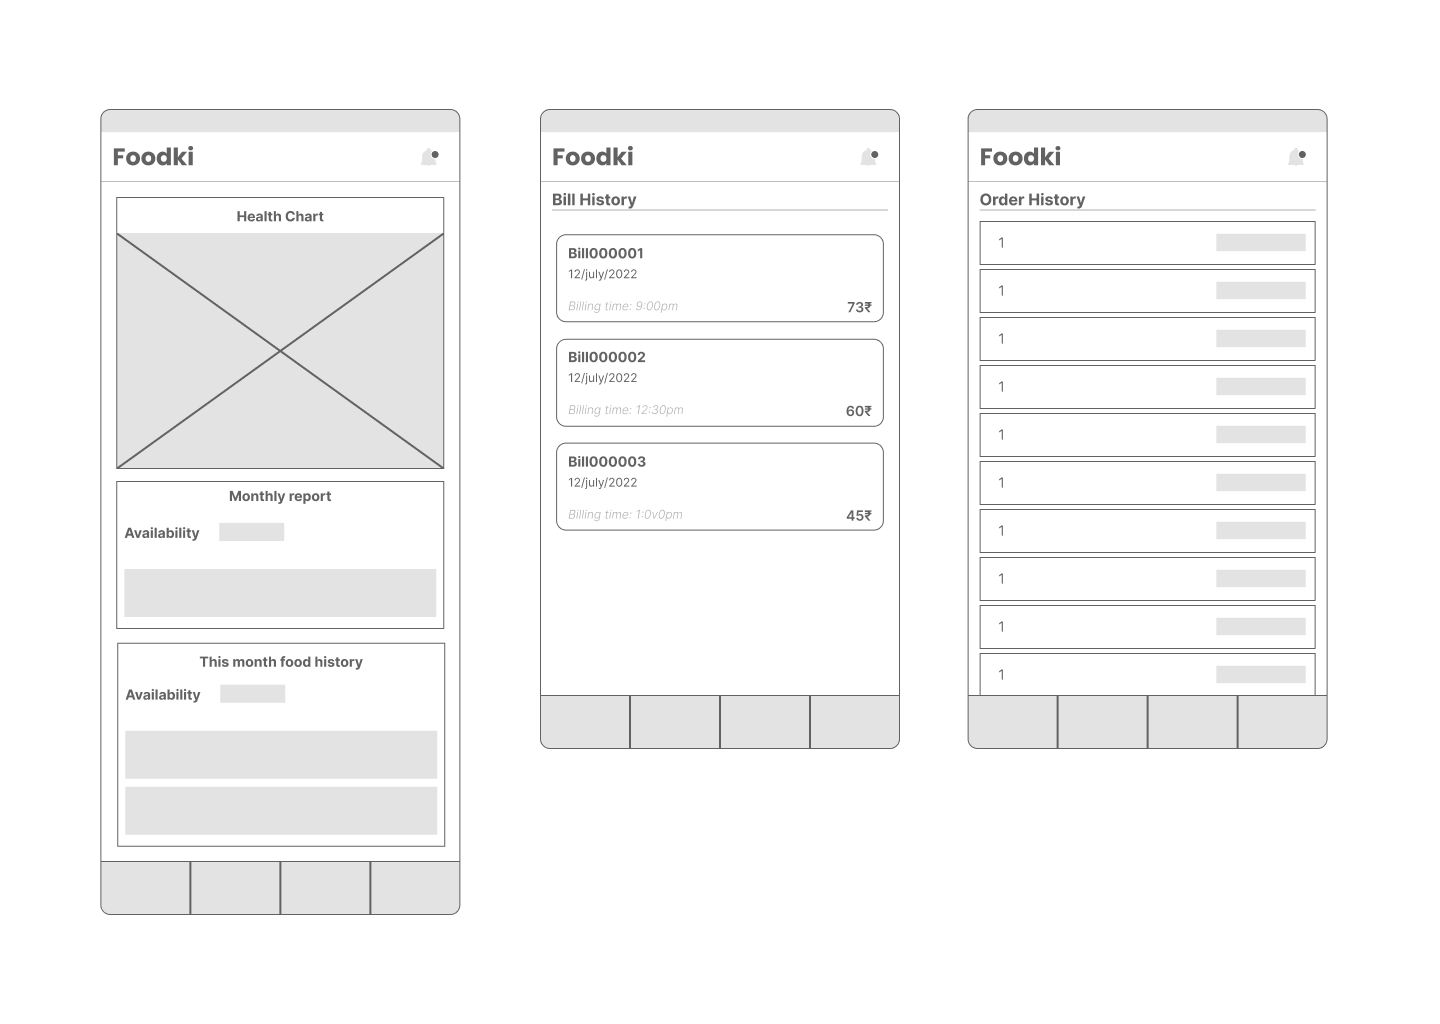 Foodki
Health Chart
Monthly report
Availability
This month food history
Availability
Foodki
Bill History
Bill000001
12/july/2022
Billing time: 9:00pm
73₹
Bill000002
12/july/2022
Billing time: 12:30pm
60₹
Bill000003
12/july/2022
Billing time: 1:0v0pm
45₹
Foodki
Order History
1
1
1
1
1
1
1
1
1
1